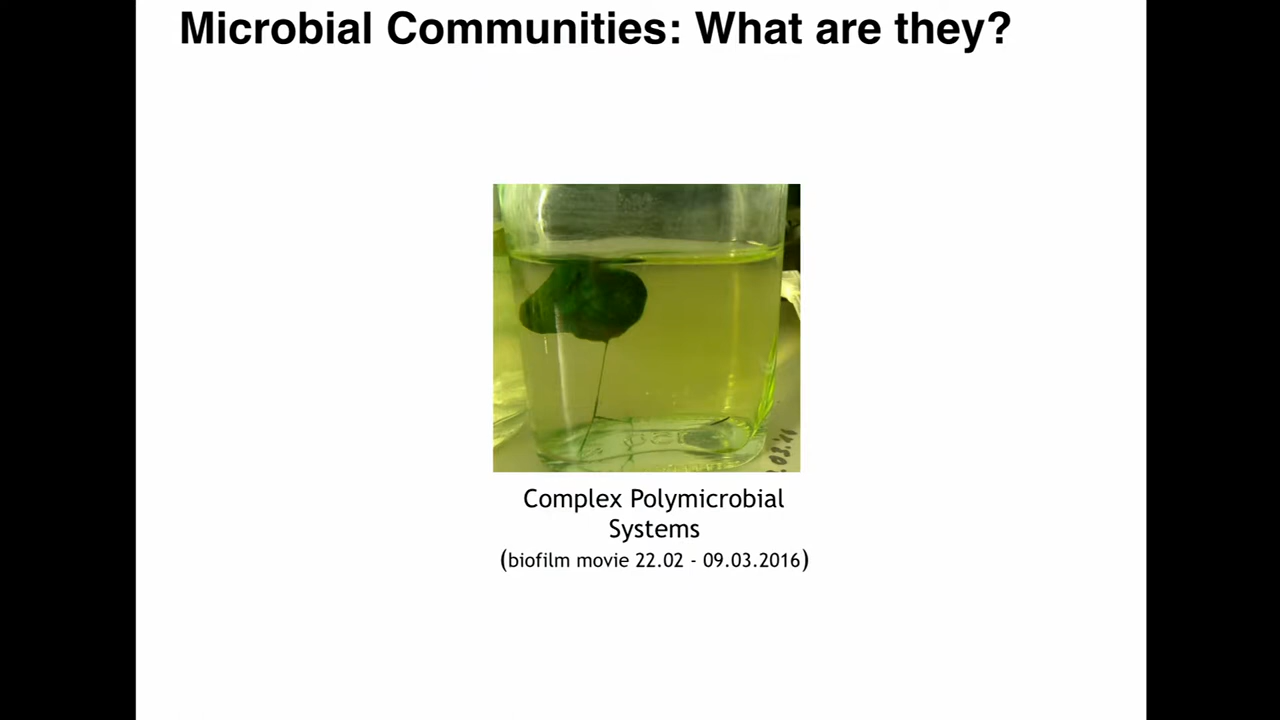 Microbial Communities: What are they?
Complex Polymicrobial
Systems
(biofilm movie 22.02 - 09.03.2016)